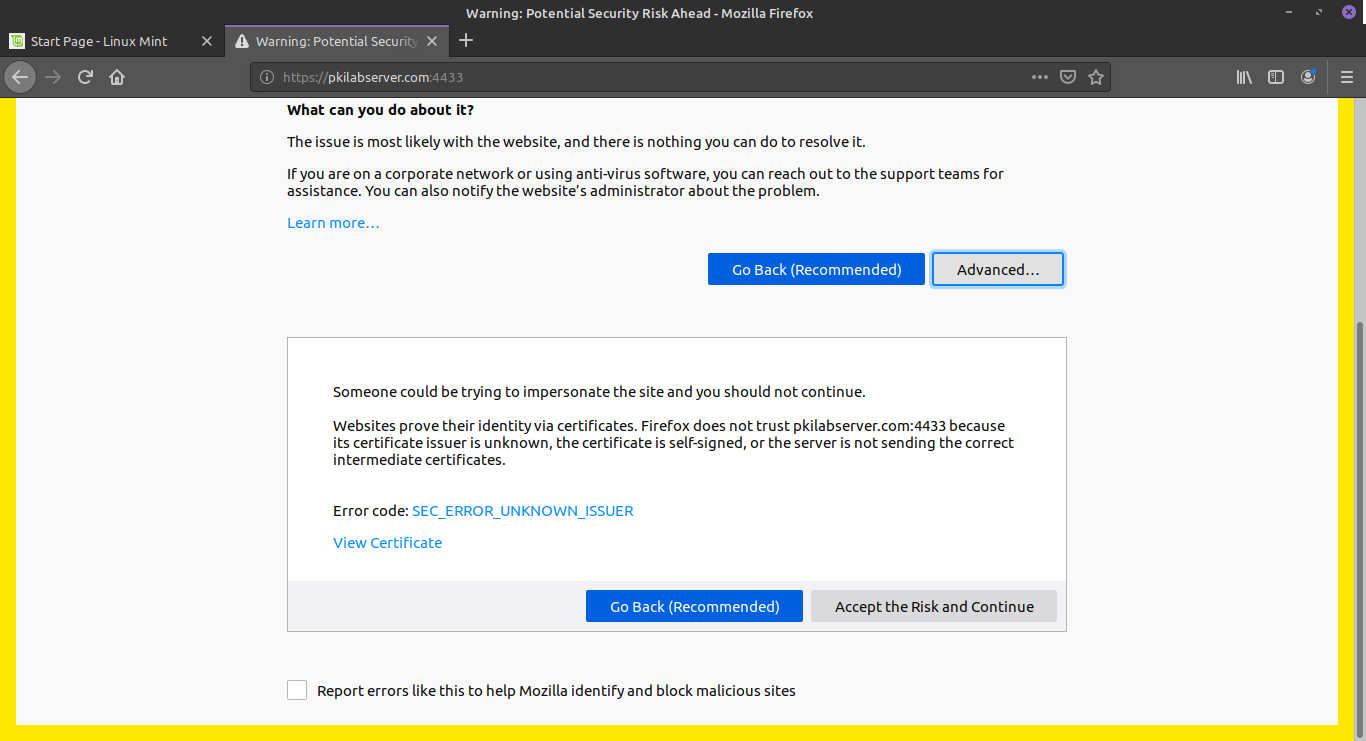 Warning: Potential Security Risk Ahead - Mozilla Firefox
Start Page - Linux Mint
Warning: Potential Security
https://pkilabserver.com:4433
What can you do about it?
The issue is most likely with the website, and there is nothing you can do to resolve it.
If you are on a corporate network or using anti-virus software, you can reach out to the support teams for
assistance. You can also notify the website’s administrator about the problem.
Learn more…
Go Back (Recommended)
Advanced…
Someone could be trying to impersonate the site and you should not continue.
Websites prove their identity via certificates. Firefox does not trust pkilabserver.com:4433 because
its certificate issuer is unknown, the certificate is self-signed, or the server is not sending the correct
intermediate certificates.
Error code: SEC_ERROR_UNKNOWN_ISSUER
View Certificate
Go Back (Recommended)
Accept the Risk and Continue
Report errors like this to help Mozilla identify and block malicious sites